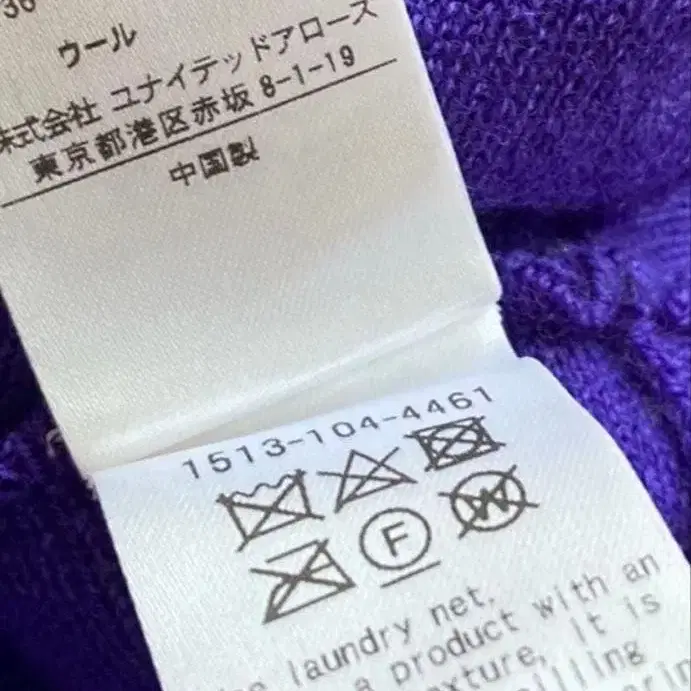 36
ウール
株式会社 ユナイテッドアローズ
東京都港区赤坂 8-1-19
中国製
1513-104-4461
F W
laundry net.
a product with an
it is